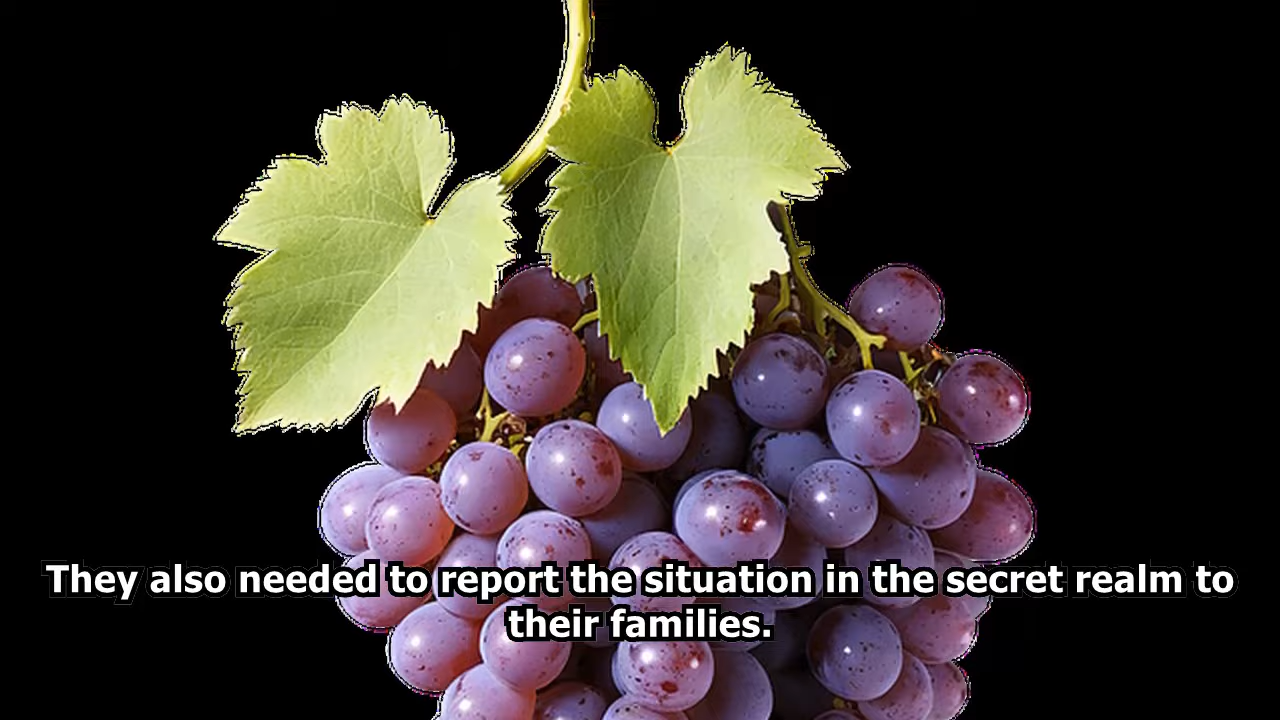 They also needed to report the situation in the secret realm to
their families.